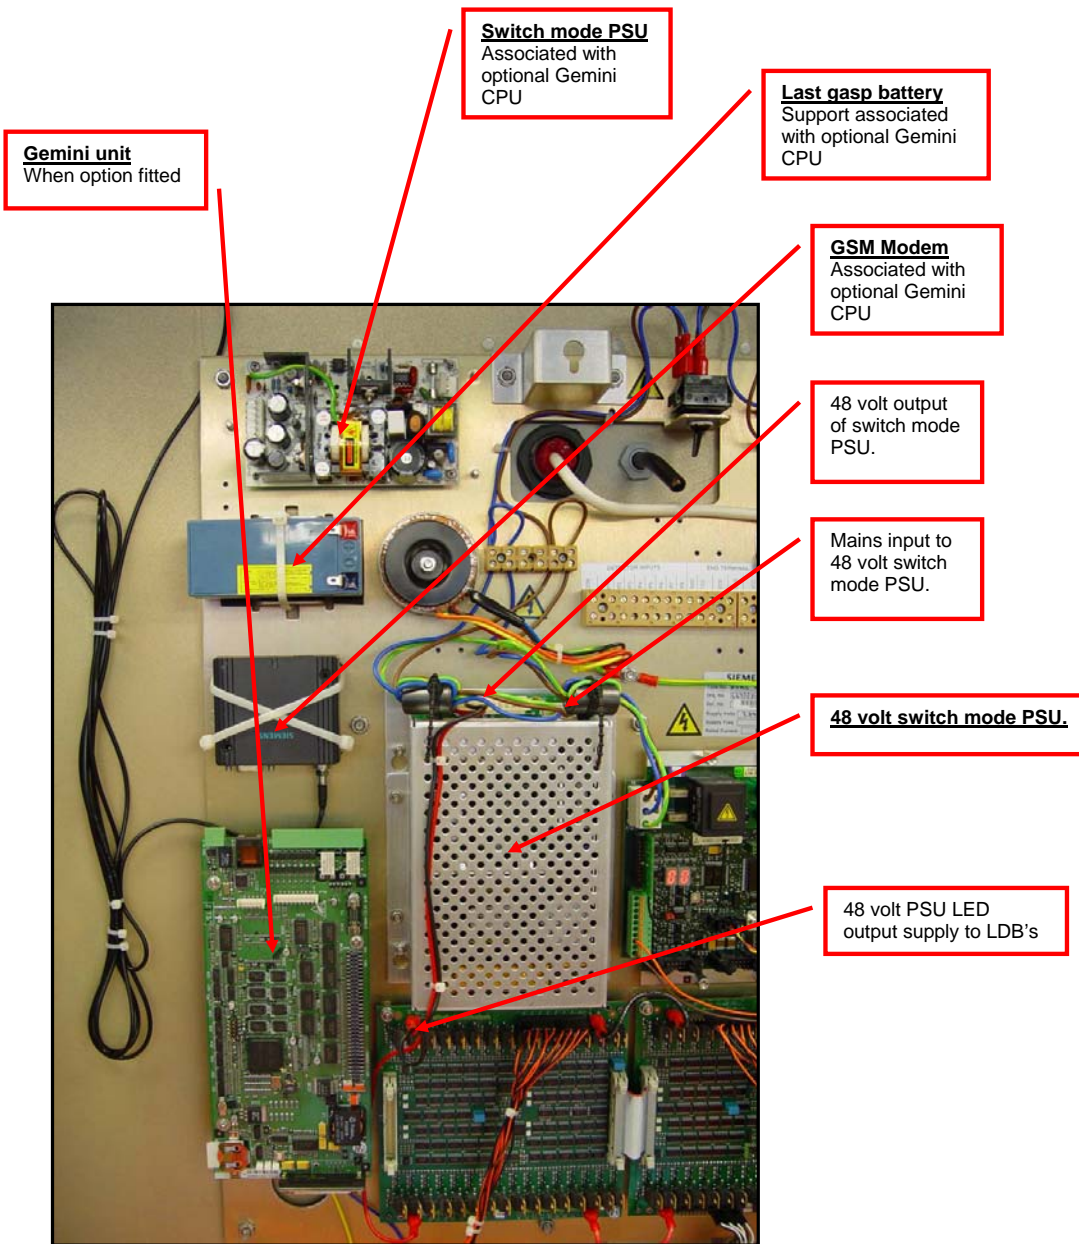 Switch mode PSU
Associated with
optional Gemini
CPU
Last gasp battery
Support associated
with optional Gemini
CPU
Gemini unit
When option fitted
GSM Modem
Associated with
optional Gemini
CPU
48 volt output
of switch mode
PSU.
Mains input to
48 volt switch
mode PSU.
48 volt switch mode PSU.
48 volt PSU LED
output supply to LDB's
SIEMENS